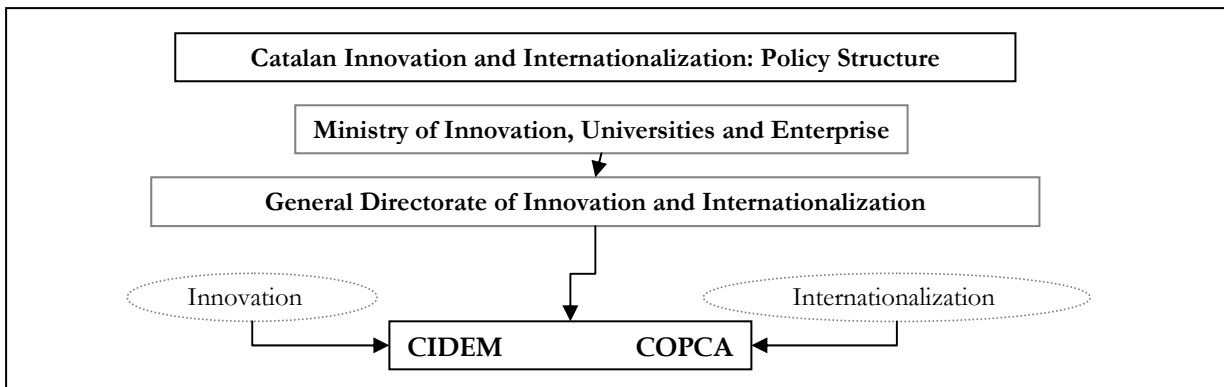 Catalan Innovation and Internationalization: Policy Structure
Ministry of Innovation, Universities and Enterprise
General Directorate of Innovation and Internationalization
Innovation
Internationalization
CIDEM COPCA